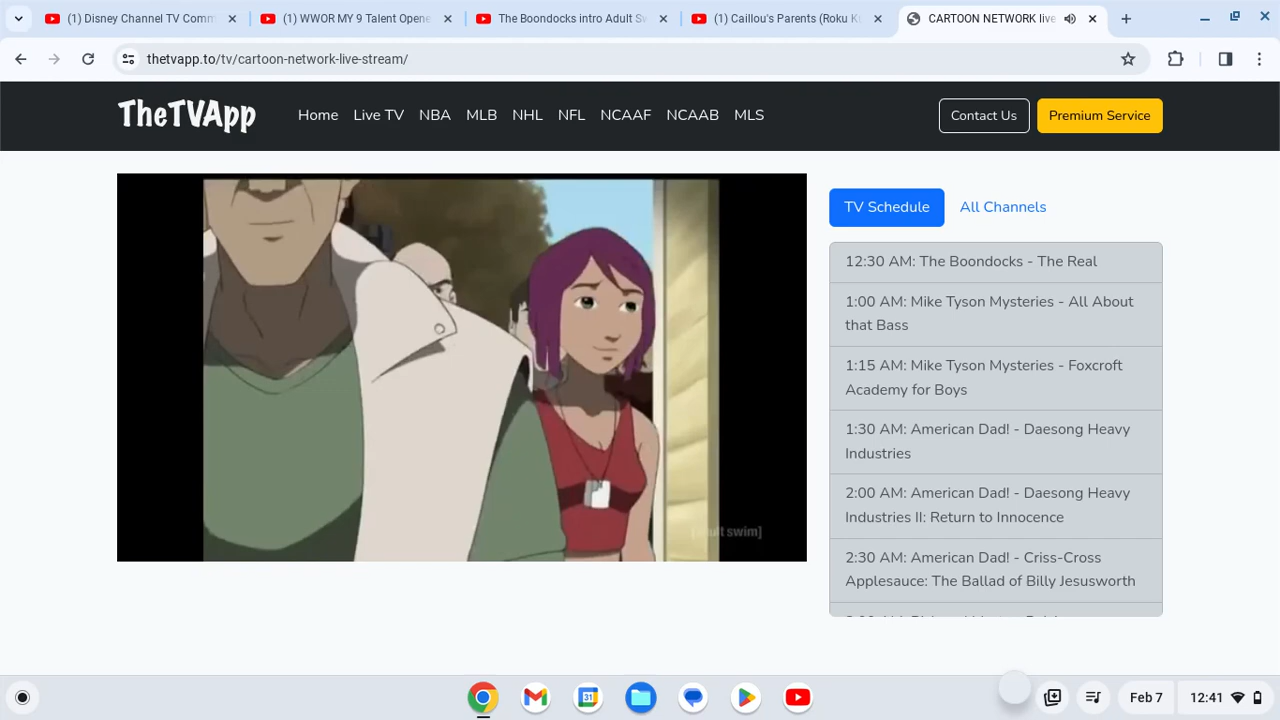 (1) Disney Channel TV Comm
(1) WWOR MY 9 Talent Opene
The Boondocks intro Adult Sw
(1) Caillou's Parents (Roku K
CARTOON NETWORK live
thetvapp.to/tv/cartoon-network-live-stream/
TheTVApp
Home Live TV NBA MLB NHL NFL NCAAF NCAAB MLS
Contact Us
Premium Service
TV Schedule
All Channels
12:30 AM: The Boondocks - The Real
1:00 AM: Mike Tyson Mysteries - All About
that Bass
1:15 AM: Mike Tyson Mysteries - Foxcroft
Academy for Boys
1:30 AM: American Dad! - Daesong Heavy
Industries
2:00 AM: American Dad! - Daesong Heavy
Industries II: Return to Innocence
2:30 AM: American Dad! - Criss-Cross
Applesauce: The Ballad of Billy Jesusworth
[adult swim]
31
Feb 7
12:41